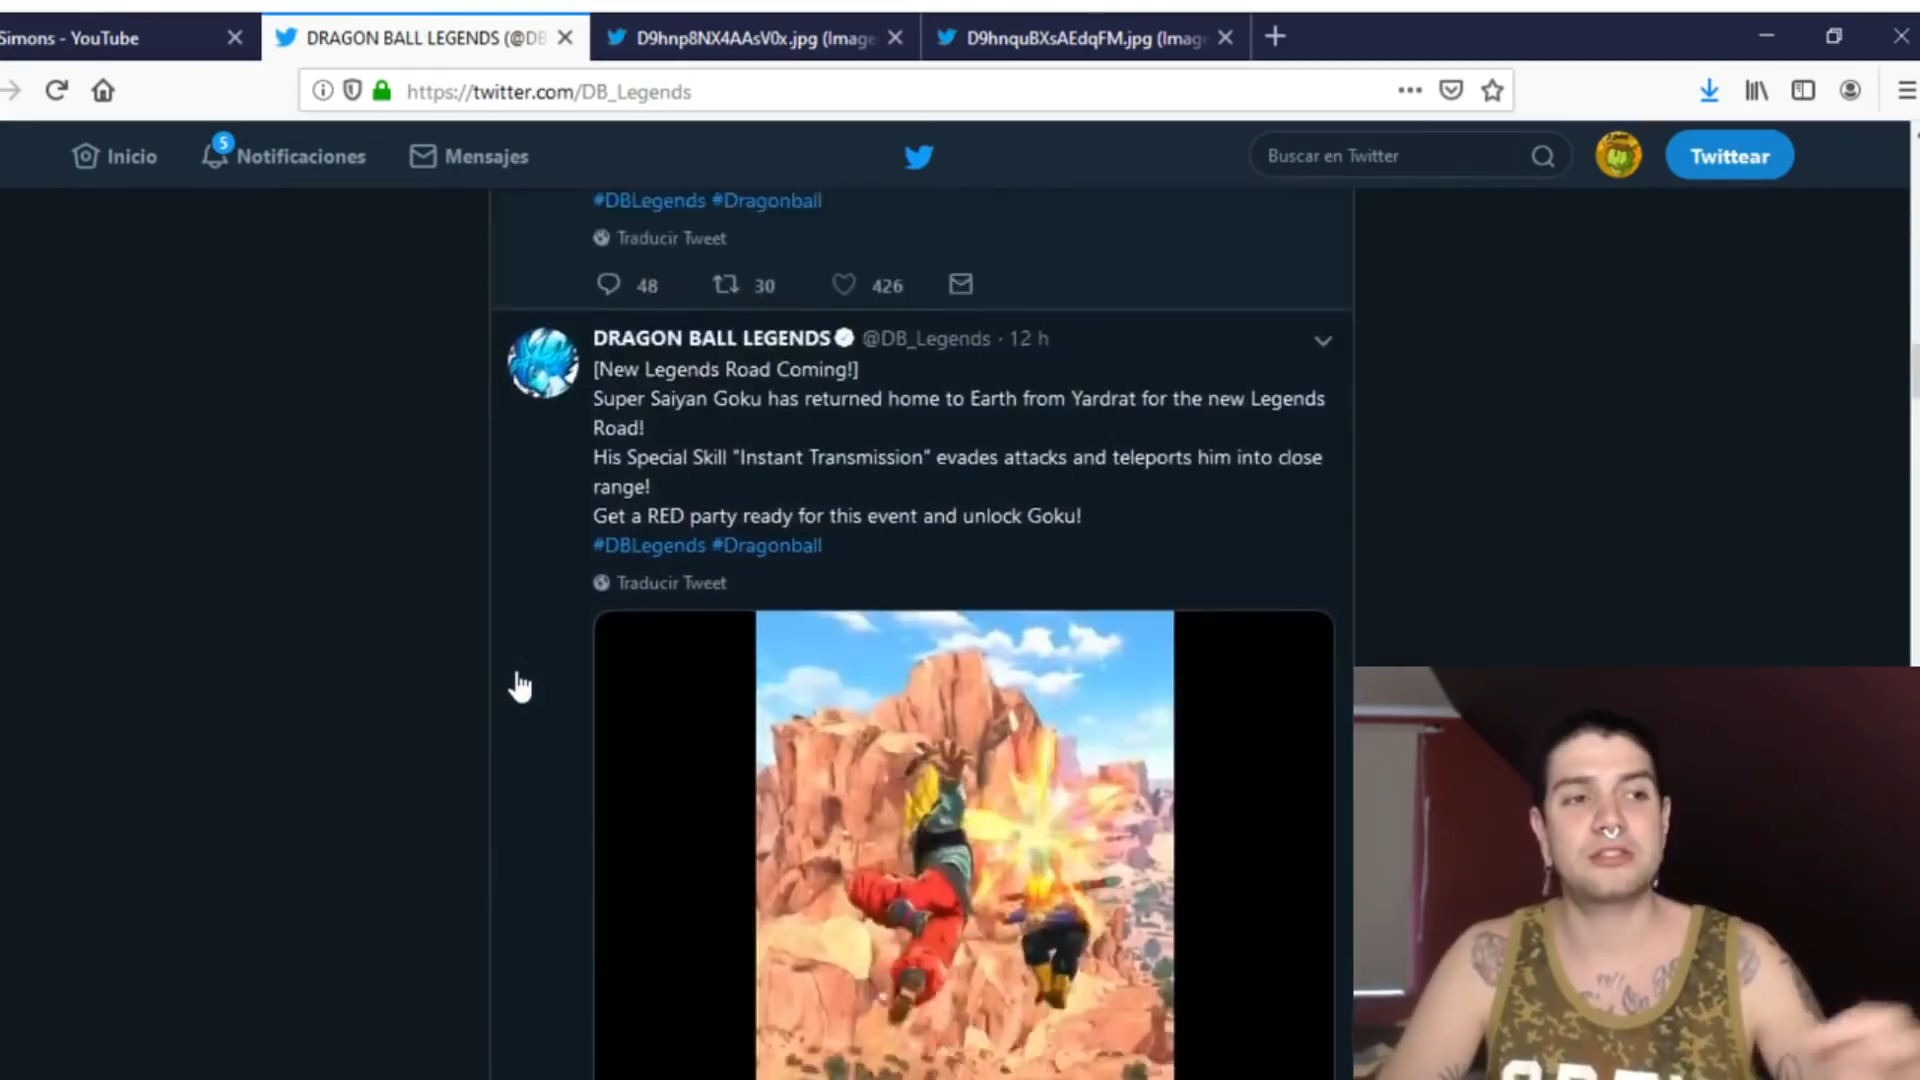 Simons - YouTube
DRAGON BALL LEGENDS (@DB
D9hnp8NX4AAsV0x.jpg (Image
D9hnquBXsAEdqFM.jpg (Imag
https://twitter.com/DB_Legends
Inicio
5
Notificaciones
Mensajes
Buscar en Twitter
Twittear
#DBLegends #Dragonball
Traducir Tweet
48
30
426
DRAGON BALL LEGENDS @DB_Legends · 12 h
[New Legends Road Coming!]
Super Saiyan Goku has returned home to Earth from Yardrat for the new Legends
Road!
His Special Skill "Instant Transmission" evades attacks and teleports him into close
range!
Get a RED party ready for this event and unlock Goku!
#DBLegends #Dragonball
Traducir Tweet